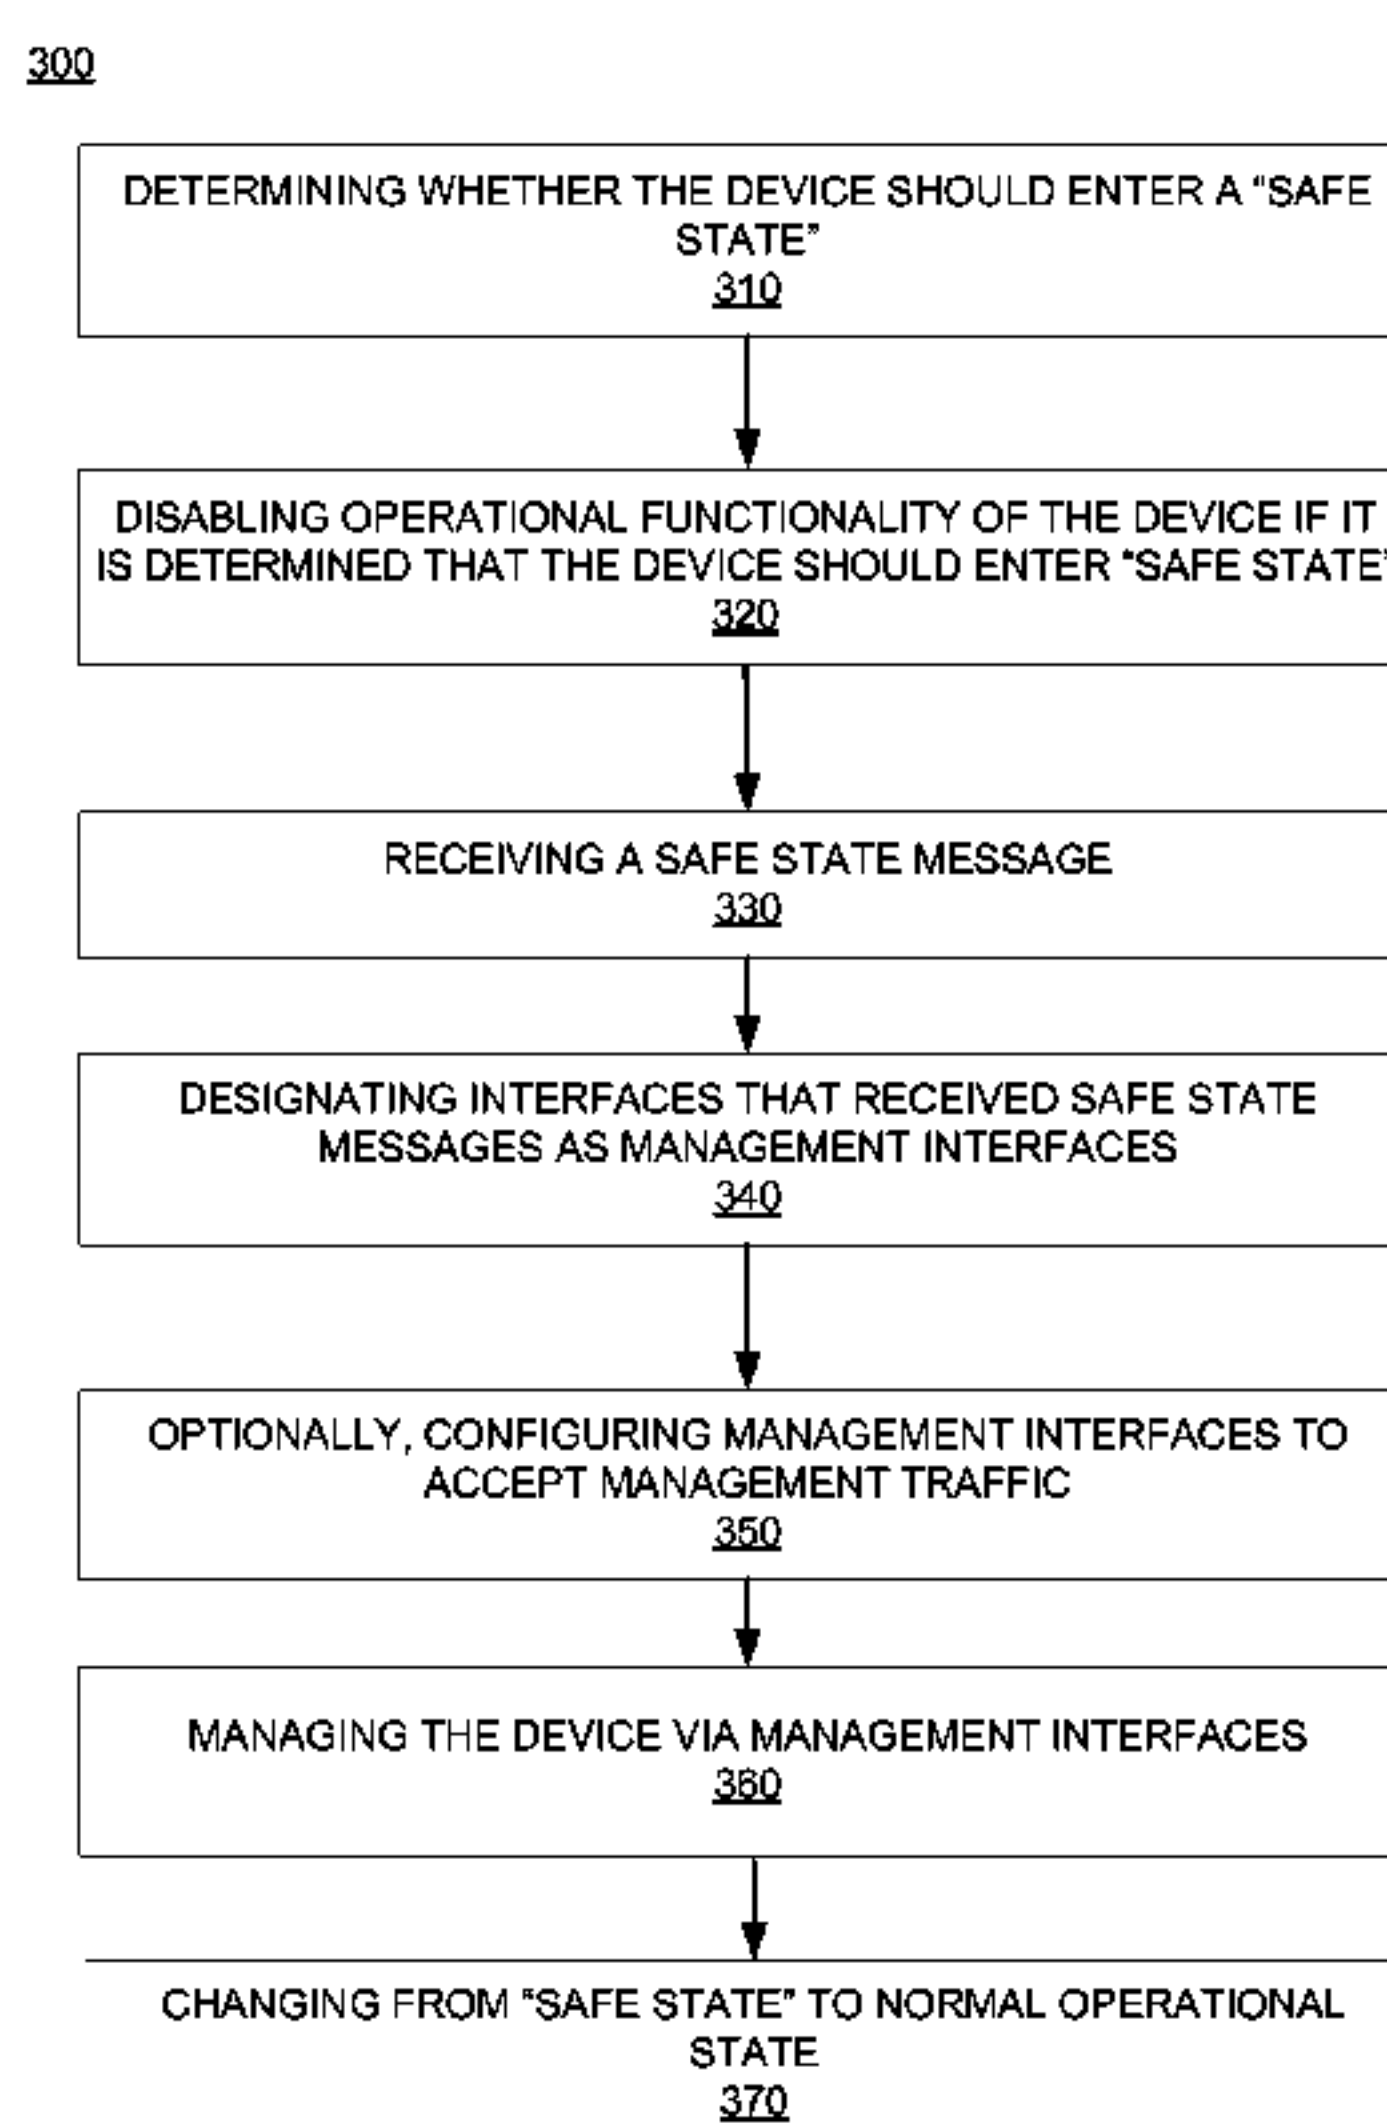 300
DETERMINING WHETHER THE DEVICE SHOULD ENTER A “SAFE
STATE”
310
DISABLING OPERATIONAL FUNCTIONALITY OF THE DEVICE IF IT
IS DETERMINED THAT THE DEVICE SHOULD ENTER “SAFE STATE”
320
RECEIVING A SAFE STATE MESSAGE
330
DESIGNATING INTERFACES THAT RECEIVED SAFE STATE
MESSAGES AS MANAGEMENT INTERFACES
340
OPTIONALLY, CONFIGURING MANAGEMENT INTERFACES TO
ACCEPT MANAGEMENT TRAFFIC
350
MANAGING THE DEVICE VIA MANAGEMENT INTERFACES
360
CHANGING FROM “SAFE STATE” TO NORMAL OPERATIONAL
STATE
370